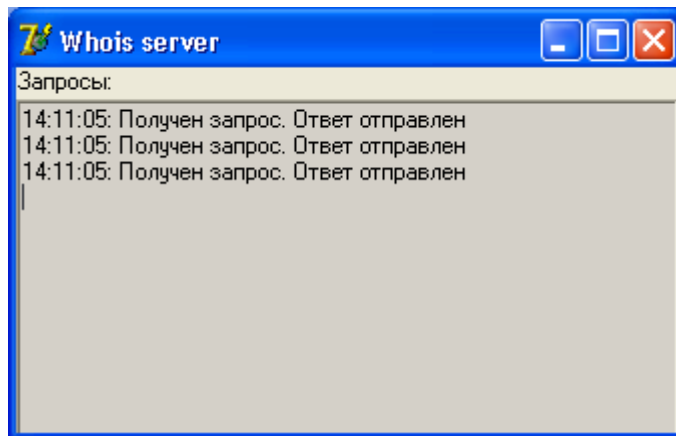 Whois server
Запросы:
14:11:05: Получен запрос. Ответ отправлен
14:11:05: Получен запрос. Ответ отправлен
14:11:05: Получен запрос. Ответ отправлен